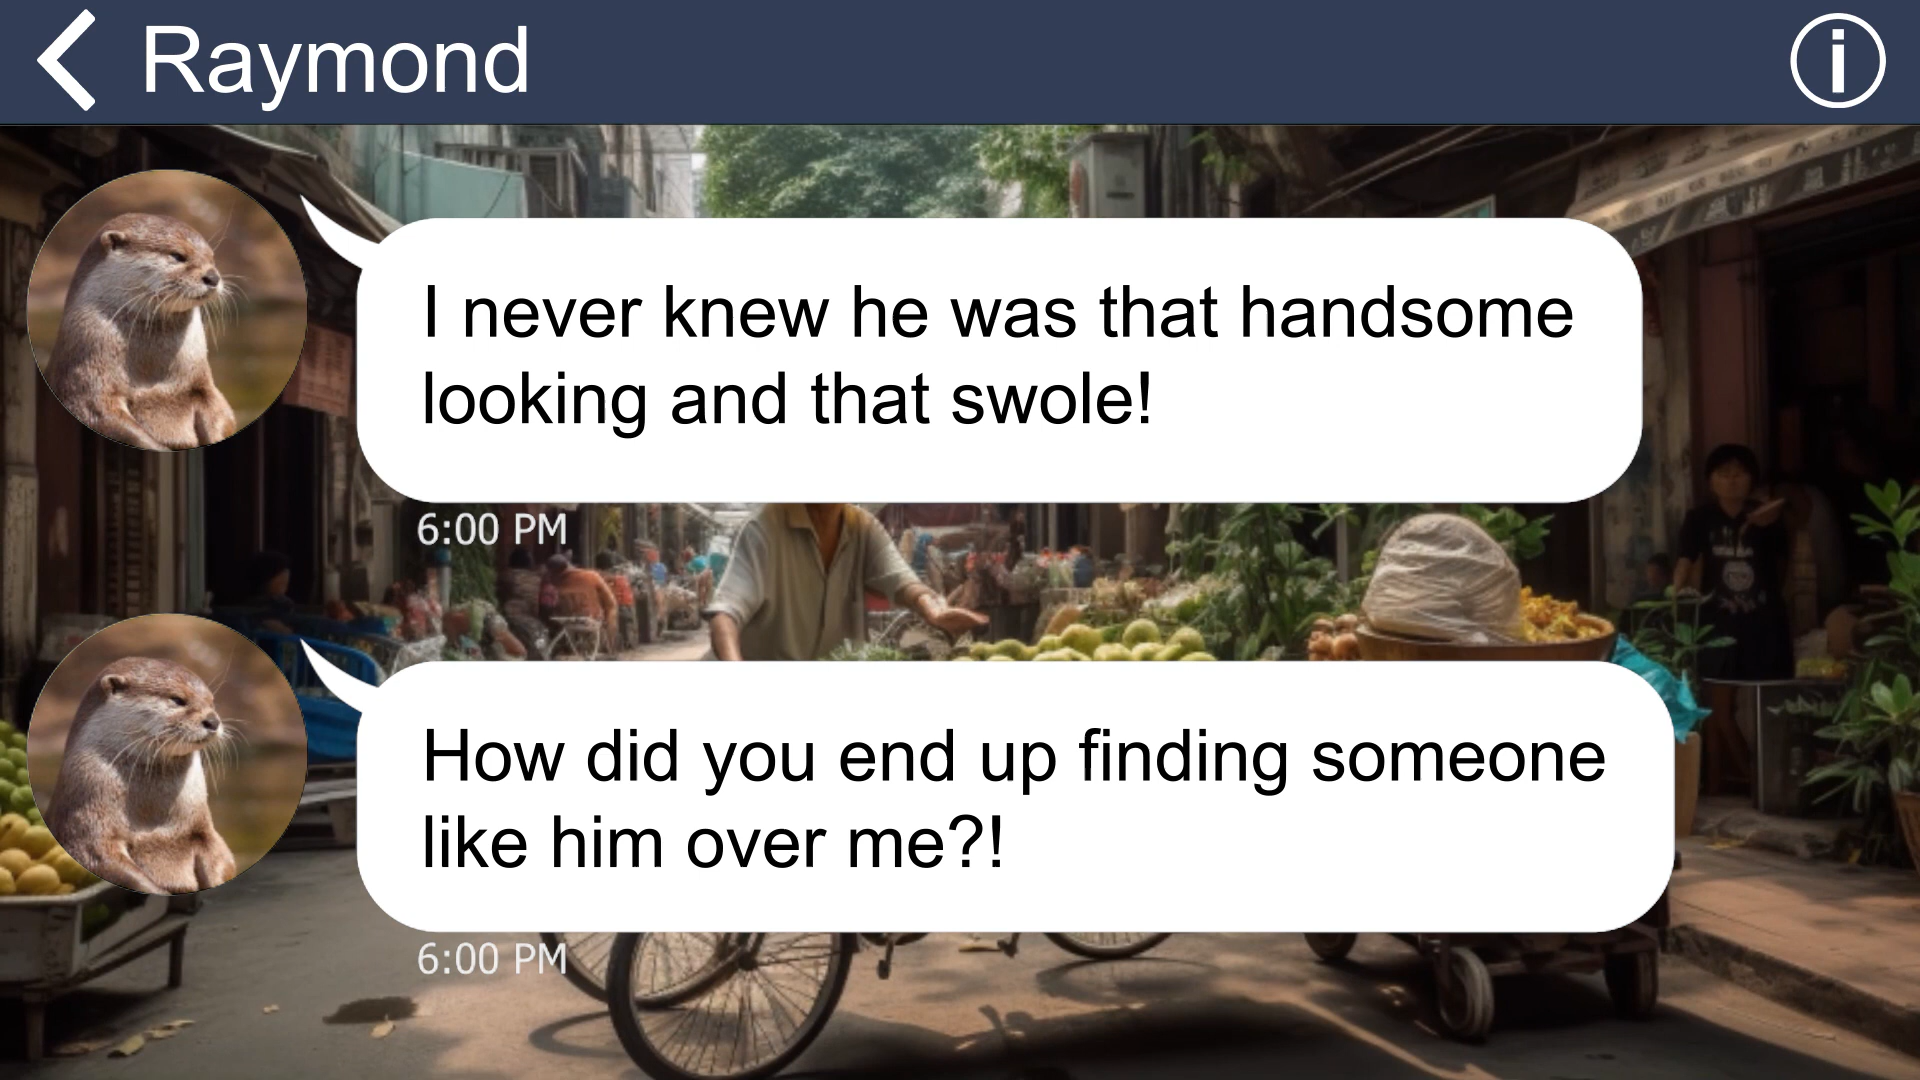 Raymond
I never knew he was that handsome
looking and that swole!
6:00 PM
How did you end up finding someone
like him over me?!
6:00 PM